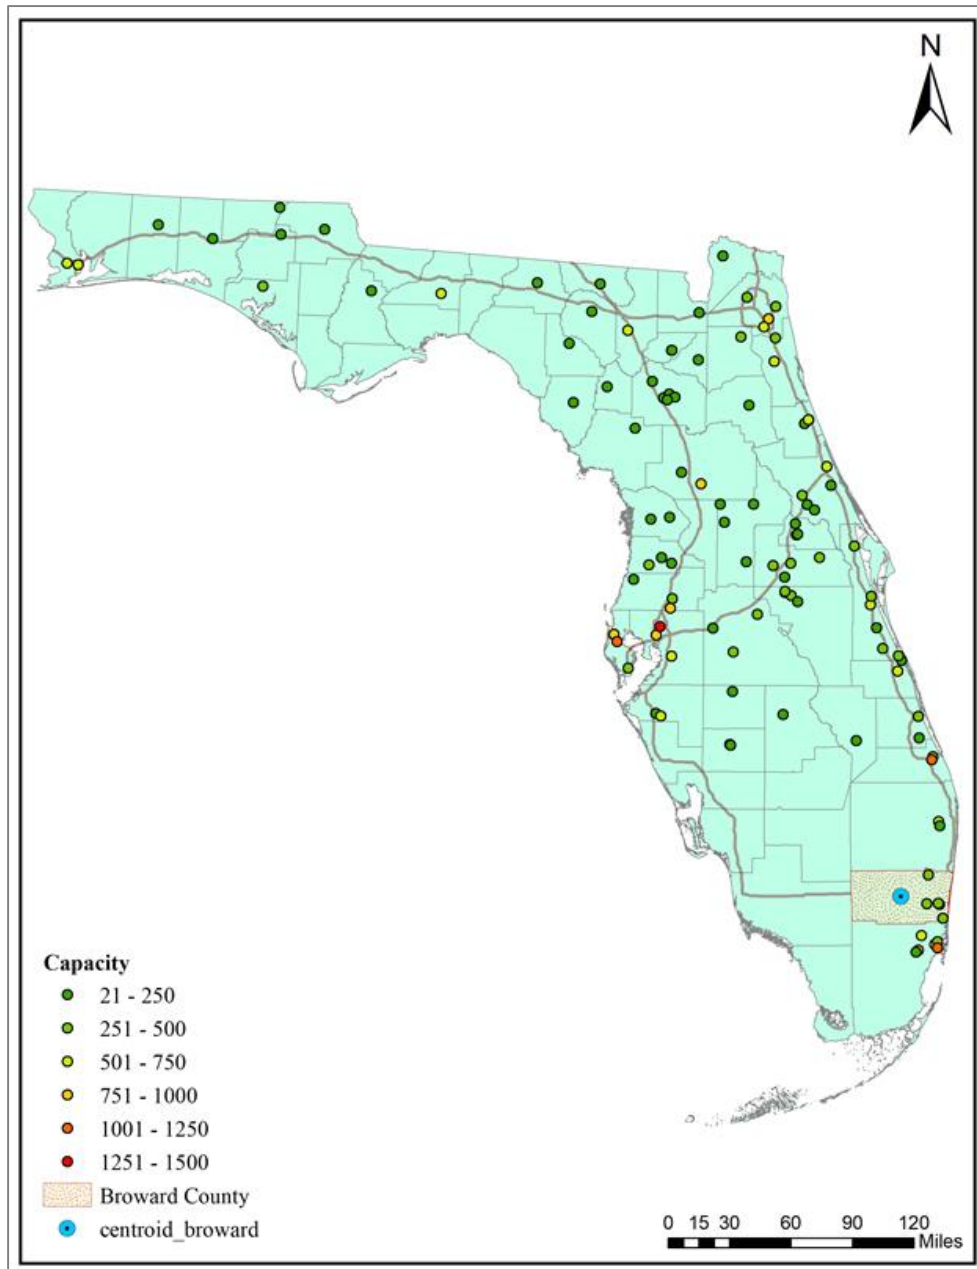 N
Capacity
21 - 250
251 - 500
501 - 750
751 - 1000
1001 - 1250
1251 - 1500
Broward County
centroid_broward
0 15 30 60 90 120
Miles